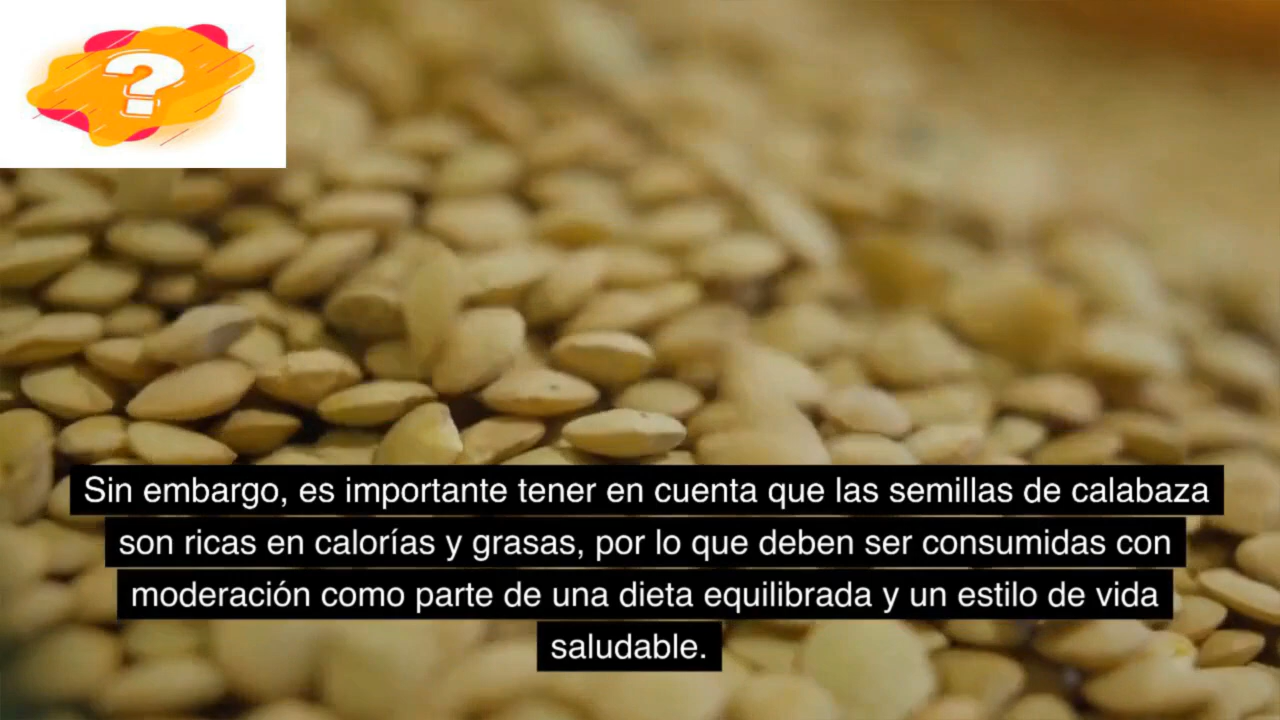 ?
Sin embargo, es importante tener en cuenta que las semillas de calabaza
son ricas en calorías y grasas, por lo que deben ser consumidas con
moderación como parte de una dieta equilibrada y un estilo de vida
saludable.